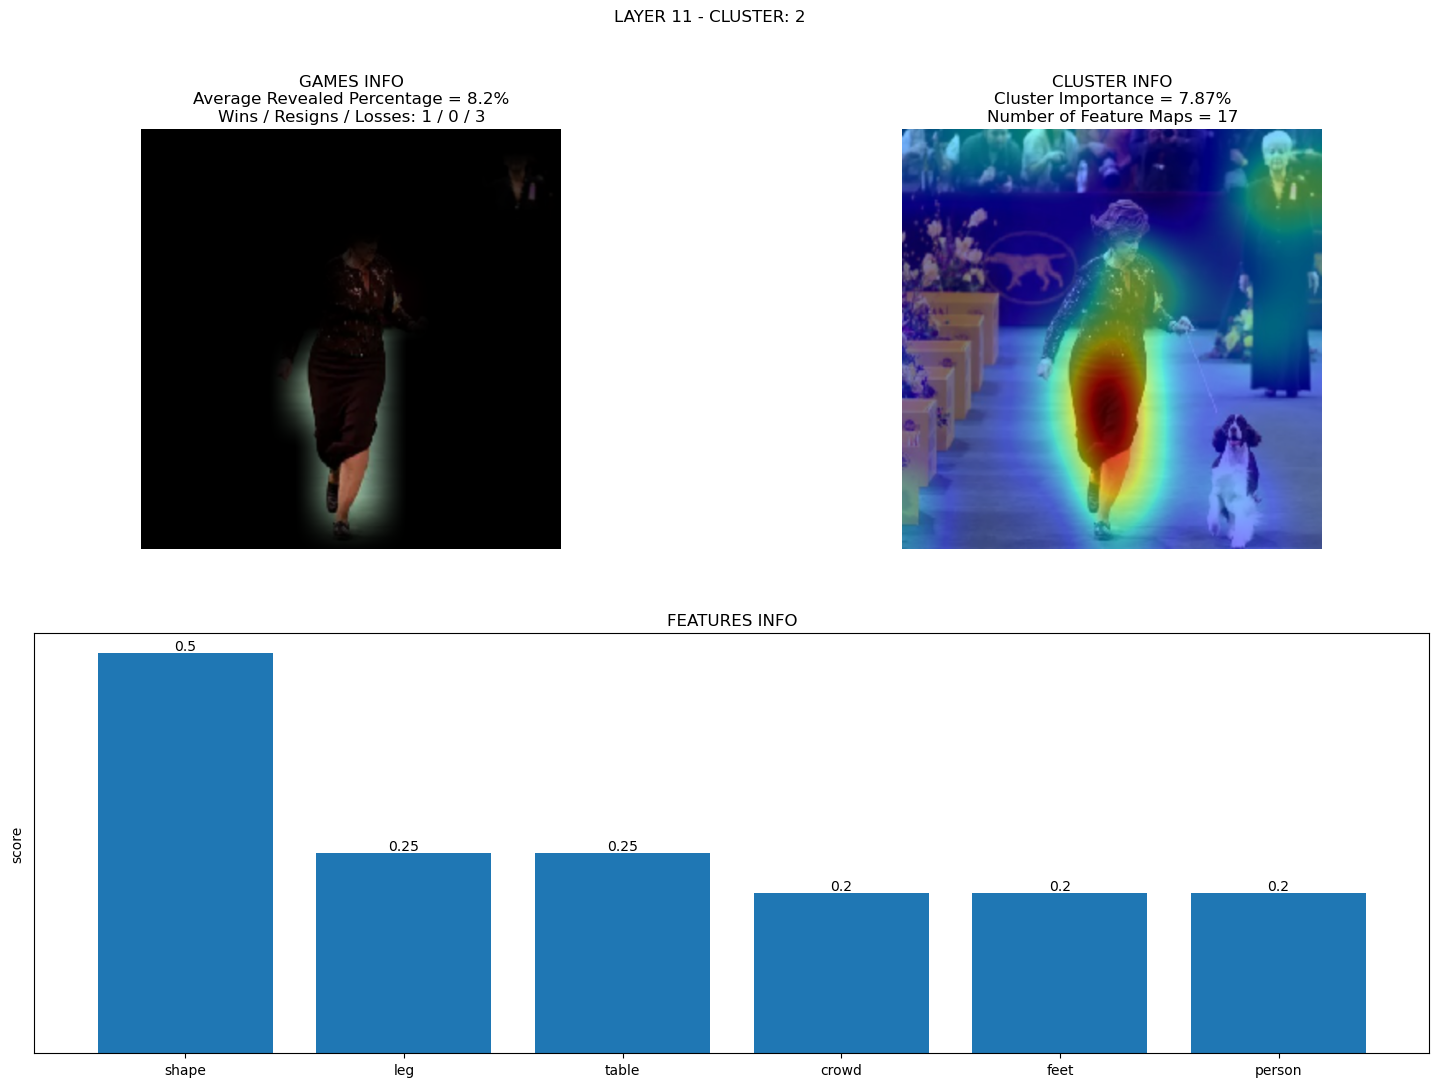 LAYER 11 - CLUSTER: 2
GAMES INFO
Average Revealed Percentage = 8.2%
Wins / Resigns / Losses: 1 / 0 / 3
CLUSTER INFO
Cluster Importance = 7.87%
Number of Feature Maps = 17
FEATURES INFO
score
0.5
0.25
0.25
0.2
0.2
0.2
shape
leg
table
crowd
feet
person